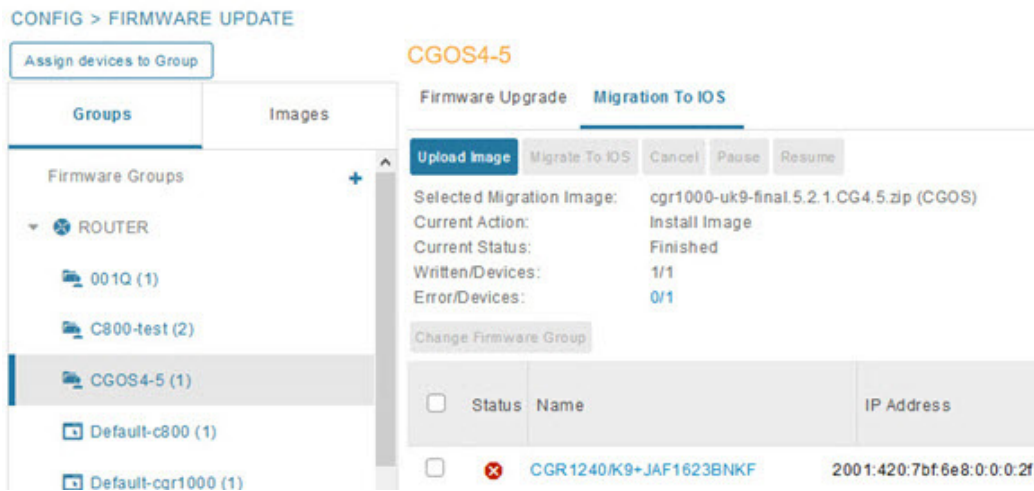 CONFIG > FIRMWARE UPDATE
Assign devices to Group
Groups
Images
Firmware Groups
ROUTER
001Q (1)
C800-test (2)
CGOS4-5 (1)
Default-c800 (1)
Default-cgr1000 (1)
CGOS4-5
Firmware Upgrade Migration To IOS
Upload Image Migrate To IOS Cancel Pause Resume
Selected Migration Image: cgr1000-uk9-final.5.2.1.CG4.5.zip (CGOS)
Current Action: Install Image
Current Status: Finished
Written/Devices: 1/1
Error/Devices: 0/1
Change Firmware Group
Status Name IP Address
CGR1240/K9+JAF1623BNKF 2001:420:7bf:6e8:0:0:0:2f